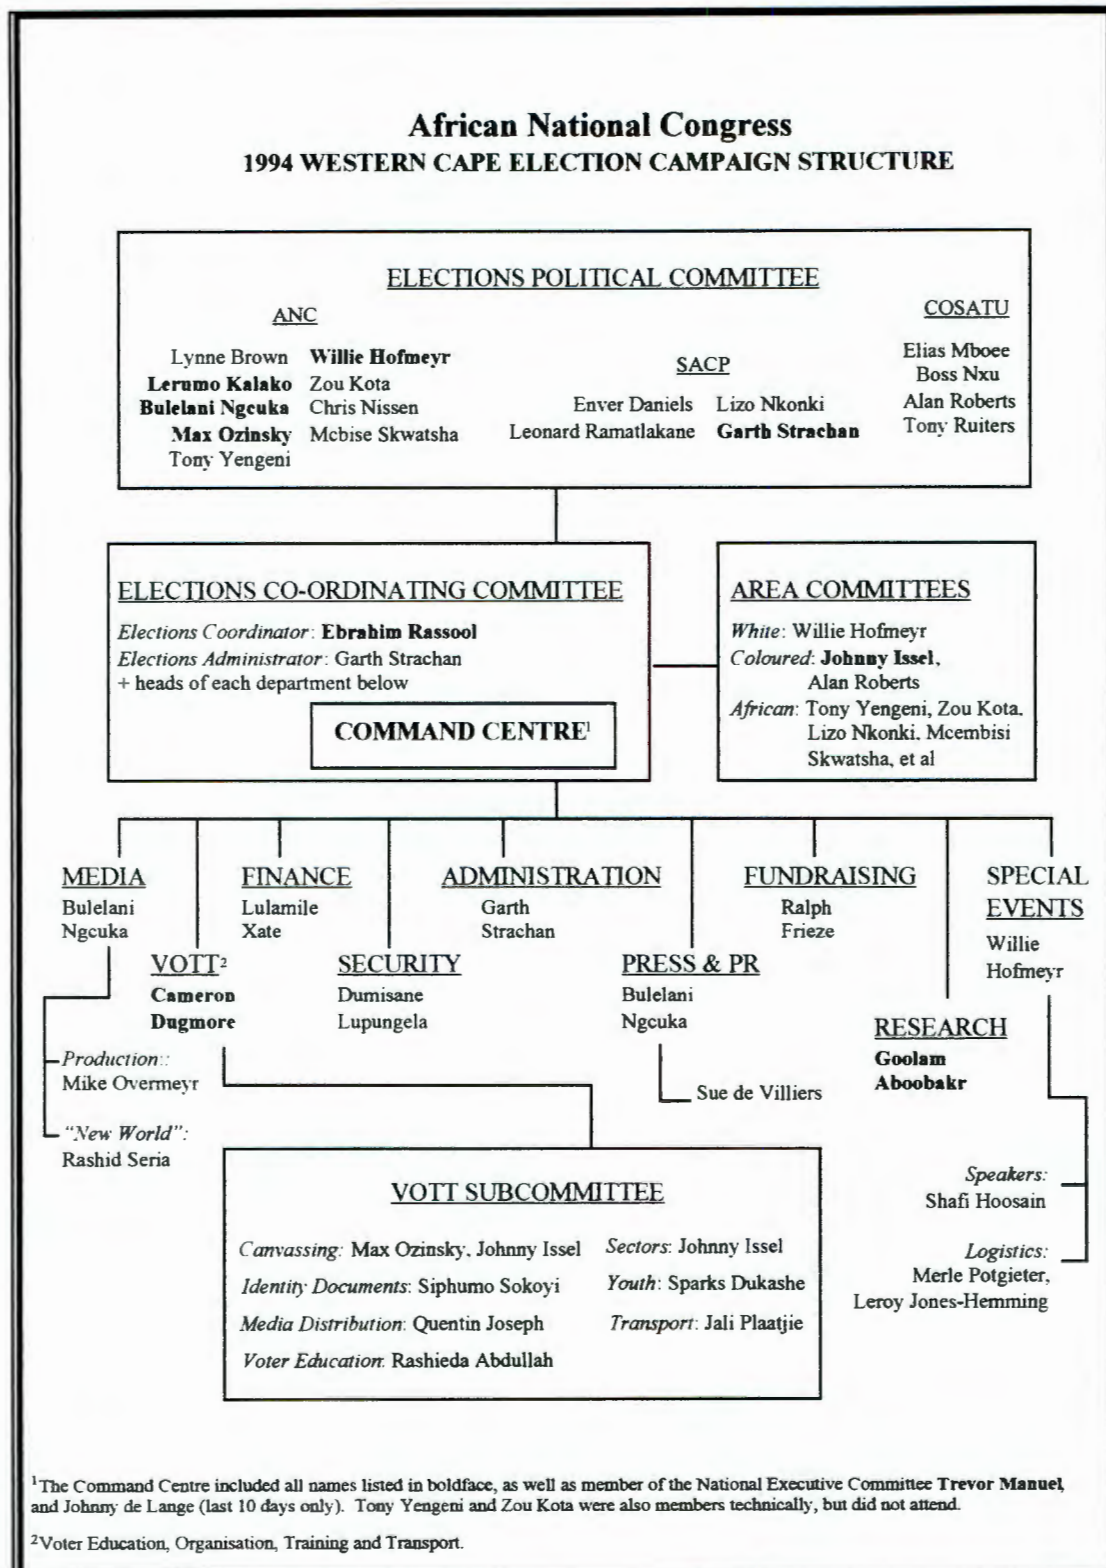 African National Congress
1994 WESTERN CAPE ELECTION CAMPAIGN STRUCTURE
ELECTIONS POLITICAL COMMITTEE
ANC
Lynne Brown Willie Hofmeyr
Lerumo Kalako Zou Kota
Bulelani Ngcuka Chris Nissen
Max Ozinsky Mcbise Skwatsha
Tony Yengeni
SACP
Enver Daniels Lizo Nkonki
Leonard Ramatlakane Garth Strachan
COSATU
Elias Mboee
Boss Nxu
Alan Roberts
Tony Ruiters
ELECTIONS CO-ORDINATING COMMITTEE
Elections Coordinator: Ebrahim Rassool
Elections Administrator: Garth Strachan
+ heads of each department below
COMMAND CENTRE¹
AREA COMMITTEES
White: Willie Hofmeyr
Coloured: Johnny Issel,
Alan Roberts
African: Tony Yengeni, Zou Kota,
Lizo Nkonki, Mcembisi
Skwatsha, et al
MEDIA
Bulelani
Ngcuka
Production::
Mike Overmeyr
"New World":
Rashid Seria
VOTT²
Cameron
Dugmore
FINANCE
Lulamile
Xate
SECURITY
Dumisane
Lupungela
ADMINISTRATION
Garth
Strachan
PRESS & PR
Bulelani
Ngcuka
Sue de Villiers
FUNDRAISING
Ralph
Frieze
RESEARCH
Goolam
Aboobakr
SPECIAL
EVENTS
Willie
Hofmeyr
Speakers:
Shafi Hoosain
Logistics:
Merle Potgieter,
Leroy Jones-Hemming
VOTT SUBCOMMITTEE
Canvassing: Max Ozinsky, Johnny Issel
Identity Documents: Siphumo Sokoyi
Media Distribution: Quentin Joseph
Voter Education: Rashieda Abdullah
Sectors: Johnny Issel
Youth: Sparks Dukashe
Transport: Jali Plaatjie
¹The Command Centre included all names listed in boldface, as well as member of the National Executive Committee Trevor Manuel,
and Johnny de Lange (last 10 days only). Tony Yengeni and Zou Kota were also members technically, but did not attend.
²Voter Education, Organisation, Training and Transport.